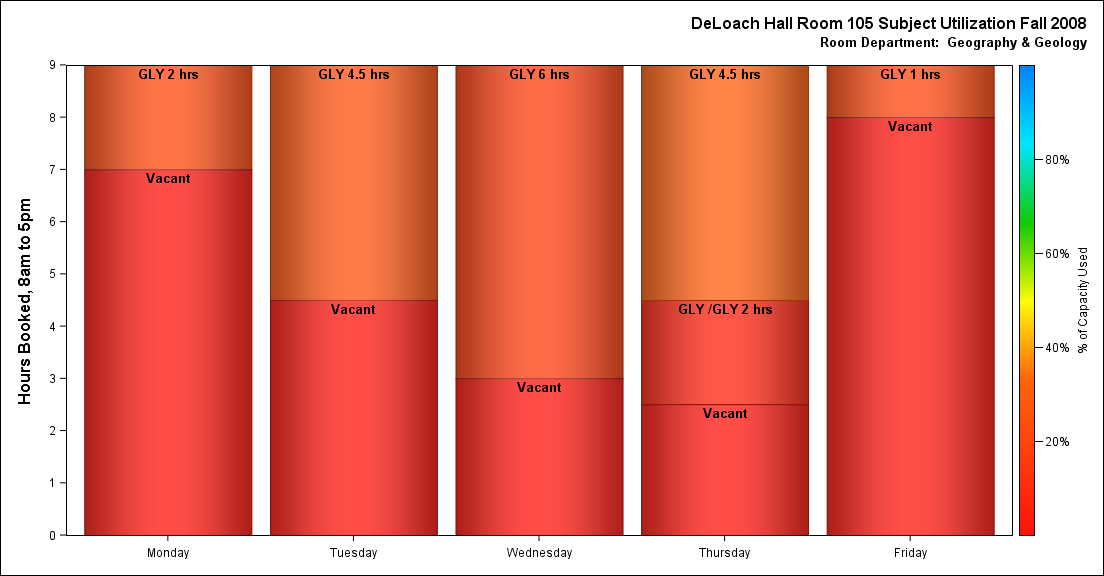 DeLoach Hall Room 105 Subject Utilization Fall 2008
Room Department:  Geography & Geology
Hours Booked, 8am to 5pm
9
8
7
6
5
4
3
2
1
0
GLY 2 hrs
Vacant
GLY 4.5 hrs
Vacant
GLY 6 hrs
Vacant
GLY 4.5 hrs
GLY /GLY 2 hrs
Vacant
GLY 1 hrs
Vacant
Monday
Tuesday
Wednesday
Thursday
Friday
80%
60%
40%
20%
% of Capacity Used